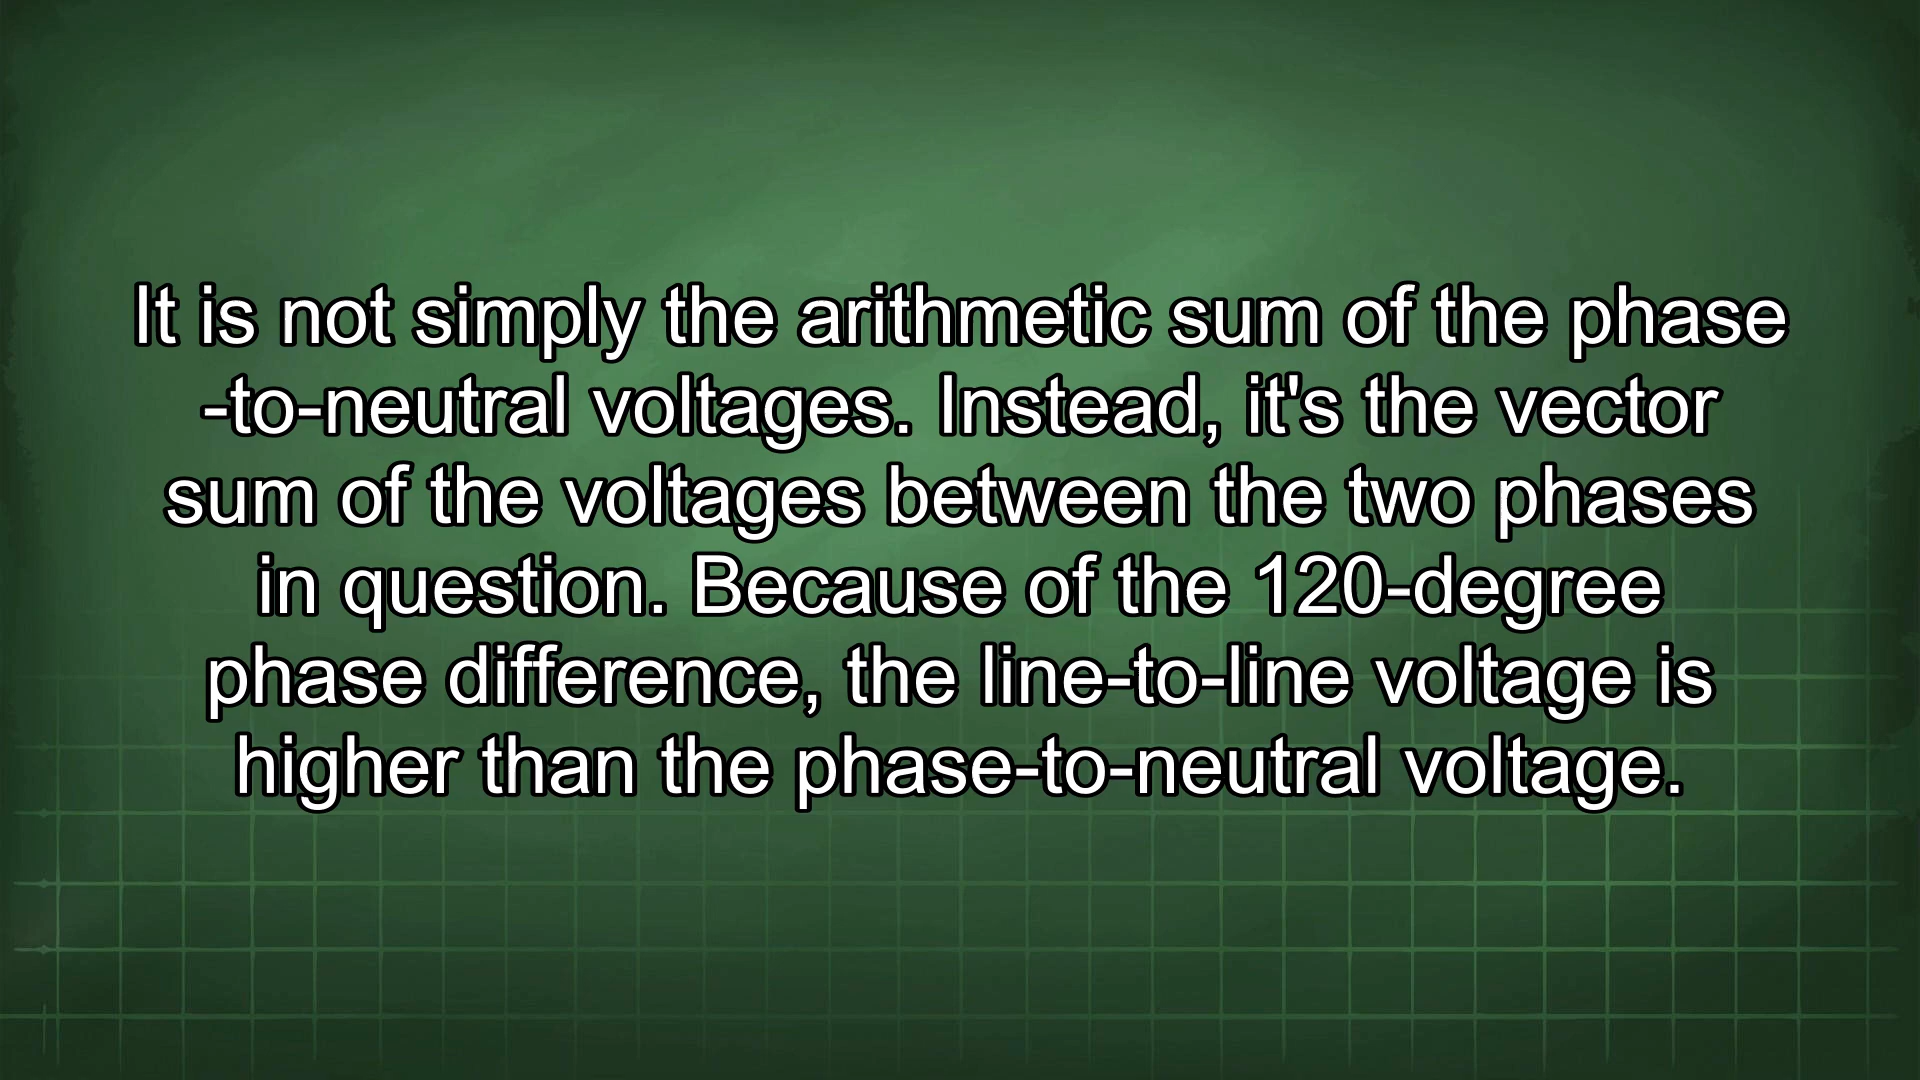 It is not simply the arithmetic sum of the phase
-to-neutral voltages. Instead, it's the vector
sum of the voltages between the two phases
in question. Because of the 120-degree
phase difference, the line-to-line voltage is
higher than the phase-to-neutral voltage.